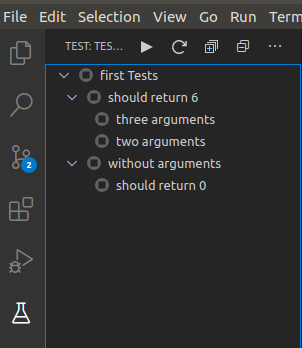 File Edit Selection View Go Run Term
TEST: TES...
first Tests
should return 6
three arguments
two arguments
without arguments
should return 0
2